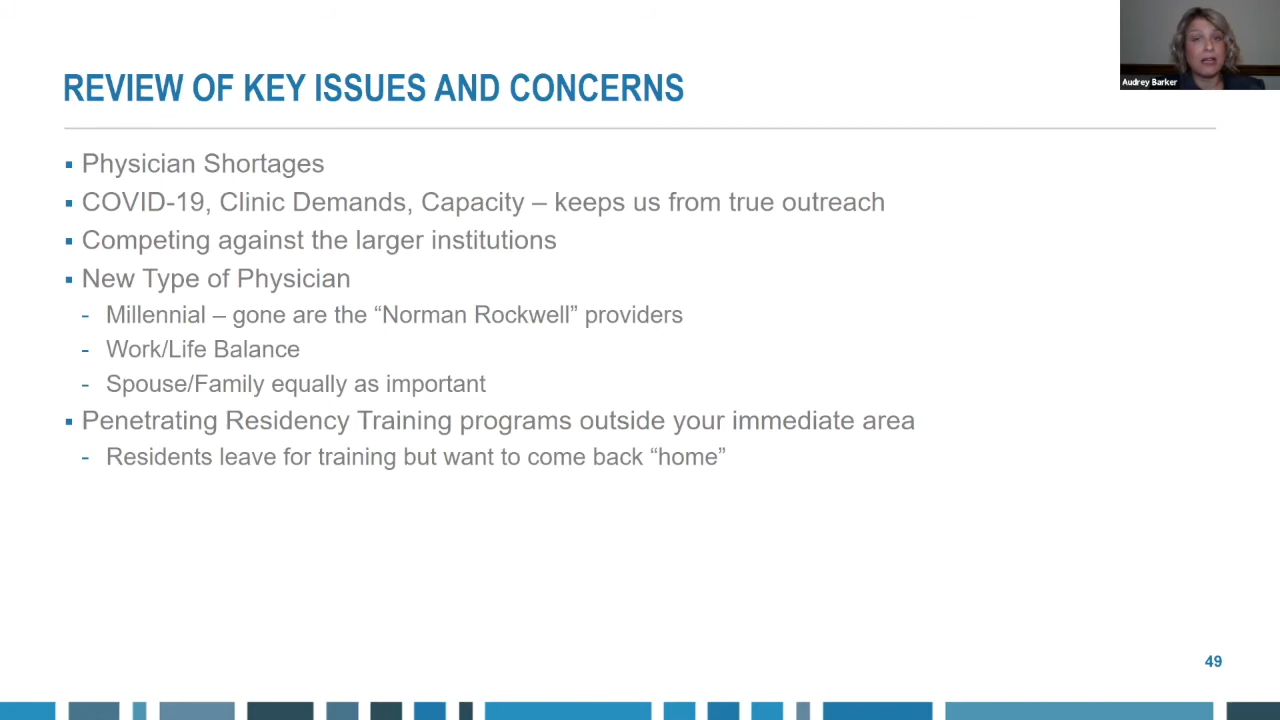 Audrey Barker
REVIEW OF KEY ISSUES AND CONCERNS
▪ Physician Shortages
▪ COVID-19, Clinic Demands, Capacity – keeps us from true outreach
▪ Competing against the larger institutions
▪ New Type of Physician
- Millennial – gone are the “Norman Rockwell” providers
- Work/Life Balance
- Spouse/Family equally as important
▪ Penetrating Residency Training programs outside your immediate area
- Residents leave for training but want to come back “home”
49